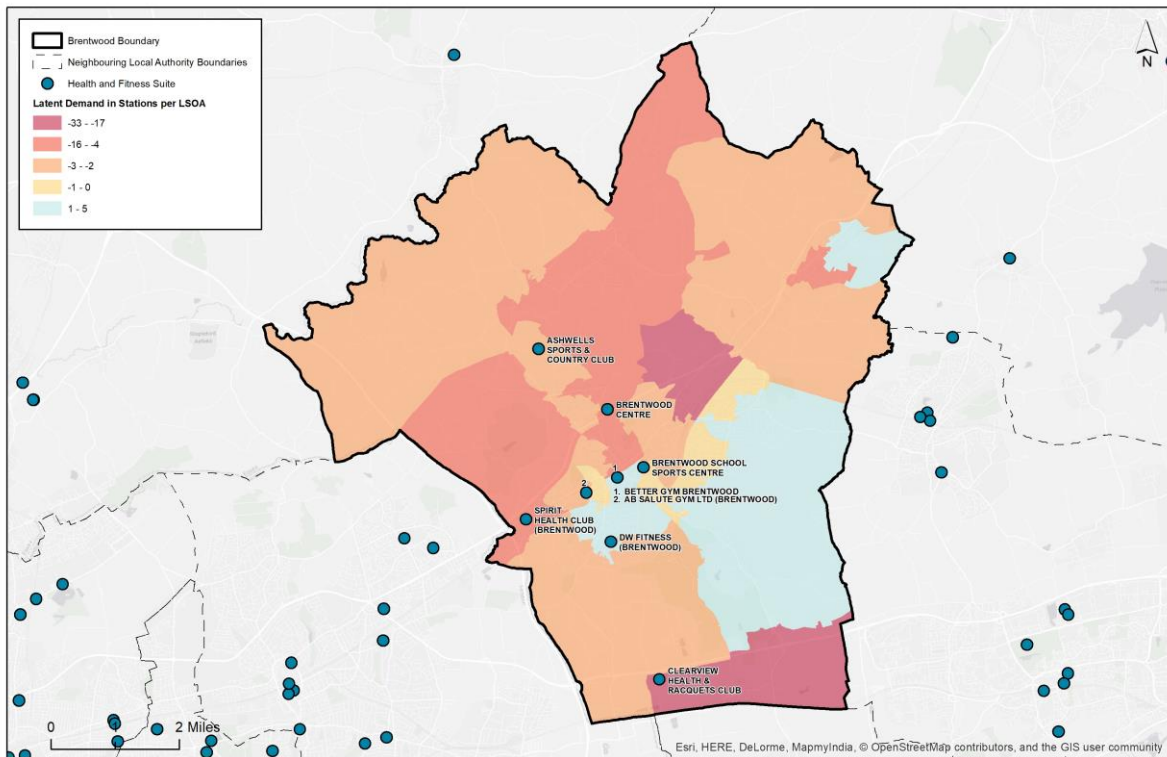 Brentwood Boundary
Neighbouring Local Authority Boundaries
Health and Fitness Suite
Latent Demand in Stations per LSOA
-33 - -17
-16 - -4
-3 - -2
-1 - 0
1 - 5
N
ASHWELLS
SPORTS &
COUNTRY CLUB
BRENTWOOD
CENTRE
BRENTWOOD SCHOOL
SPORTS CENTRE
1
2
1. BETTER GYM BRENTWOOD
2. AB SALUTE GYM LTD (BRENTWOOD)
SPIRIT
HEALTH CLUB
(BRENTWOOD)
DW FITNESS
(BRENTWOOD)
CLEARVIEW
HEALTH &
RACQUETS CLUB
0 1 2 Miles
Esri, HERE, DeLorme, MapmyIndia, © OpenStreetMap contributors, and the GIS user community